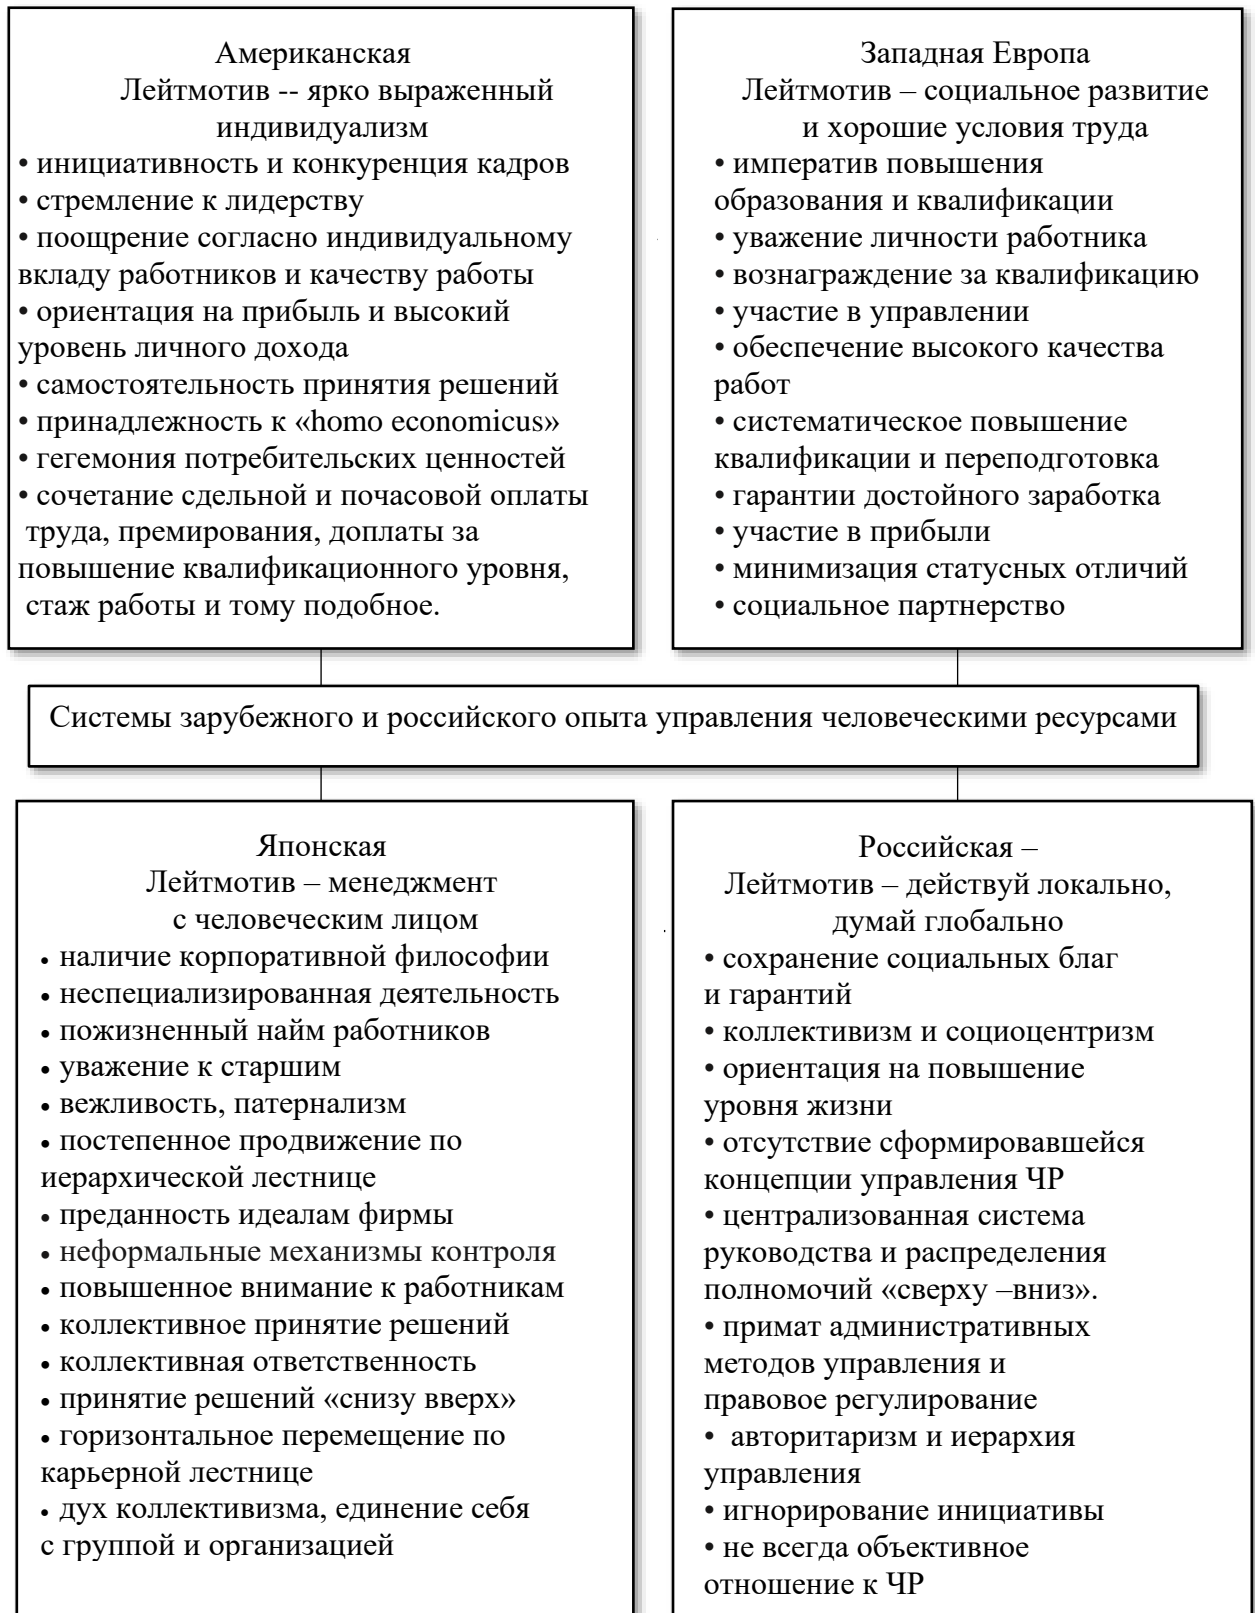 Американская
Лейтмотив -- ярко выраженный
индивидуализм
• инициативность и конкуренция кадров
• стремление к лидерству
• поощрение согласно индивидуальному
вкладу работников и качеству работы
• ориентация на прибыль и высокий
уровень личного дохода
• самостоятельность принятия решений
• принадлежность к «homo economicus»
• гегемония потребительских ценностей
• сочетание сдельной и почасовой оплаты
труда, премирования, доплаты за
повышение квалификационного уровня,
стаж работы и тому подобное.
Западная Европа
Лейтмотив – социальное развитие
и хорошие условия труда
• императив повышения
образования и квалификации
• уважение личности работника
• вознаграждение за квалификацию
• участие в управлении
• обеспечение высокого качества
работ
• систематическое повышение
квалификации и переподготовка
• гарантии достойного заработка
• участие в прибыли
• минимизация статусных отличий
• социальное партнерство
Системы зарубежного и российского опыта управления человеческими ресурсами
Японская
Лейтмотив – менеджмент
с человеческим лицом
• наличие корпоративной философии
• неспециализированная деятельность
• пожизненный найм работников
• уважение к старшим
• вежливость, патернализм
• постепенное продвижение по
иерархической лестнице
• преданность идеалам фирмы
• неформальные механизмы контроля
• повышенное внимание к работникам
• коллективное принятие решений
• коллективная ответственность
• принятие решений «снизу вверх»
• горизонтальное перемещение по
карьерной лестнице
• дух коллективизма, единение себя
с группой и организацией
Российская –
Лейтмотив – действуй локально,
думай глобально
• сохранение социальных благ
и гарантий
• коллективизм и социоцентризм
• ориентация на повышение
уровня жизни
• отсутствие сформировавшейся
концепции управления ЧР
• централизованная система
руководства и распределения
полномочий «сверху –вниз».
• примат административных
методов управления и
правовое регулирование
• авторитаризм и иерархия
управления
• игнорирование инициативы
• не всегда объективное
отношение к ЧР